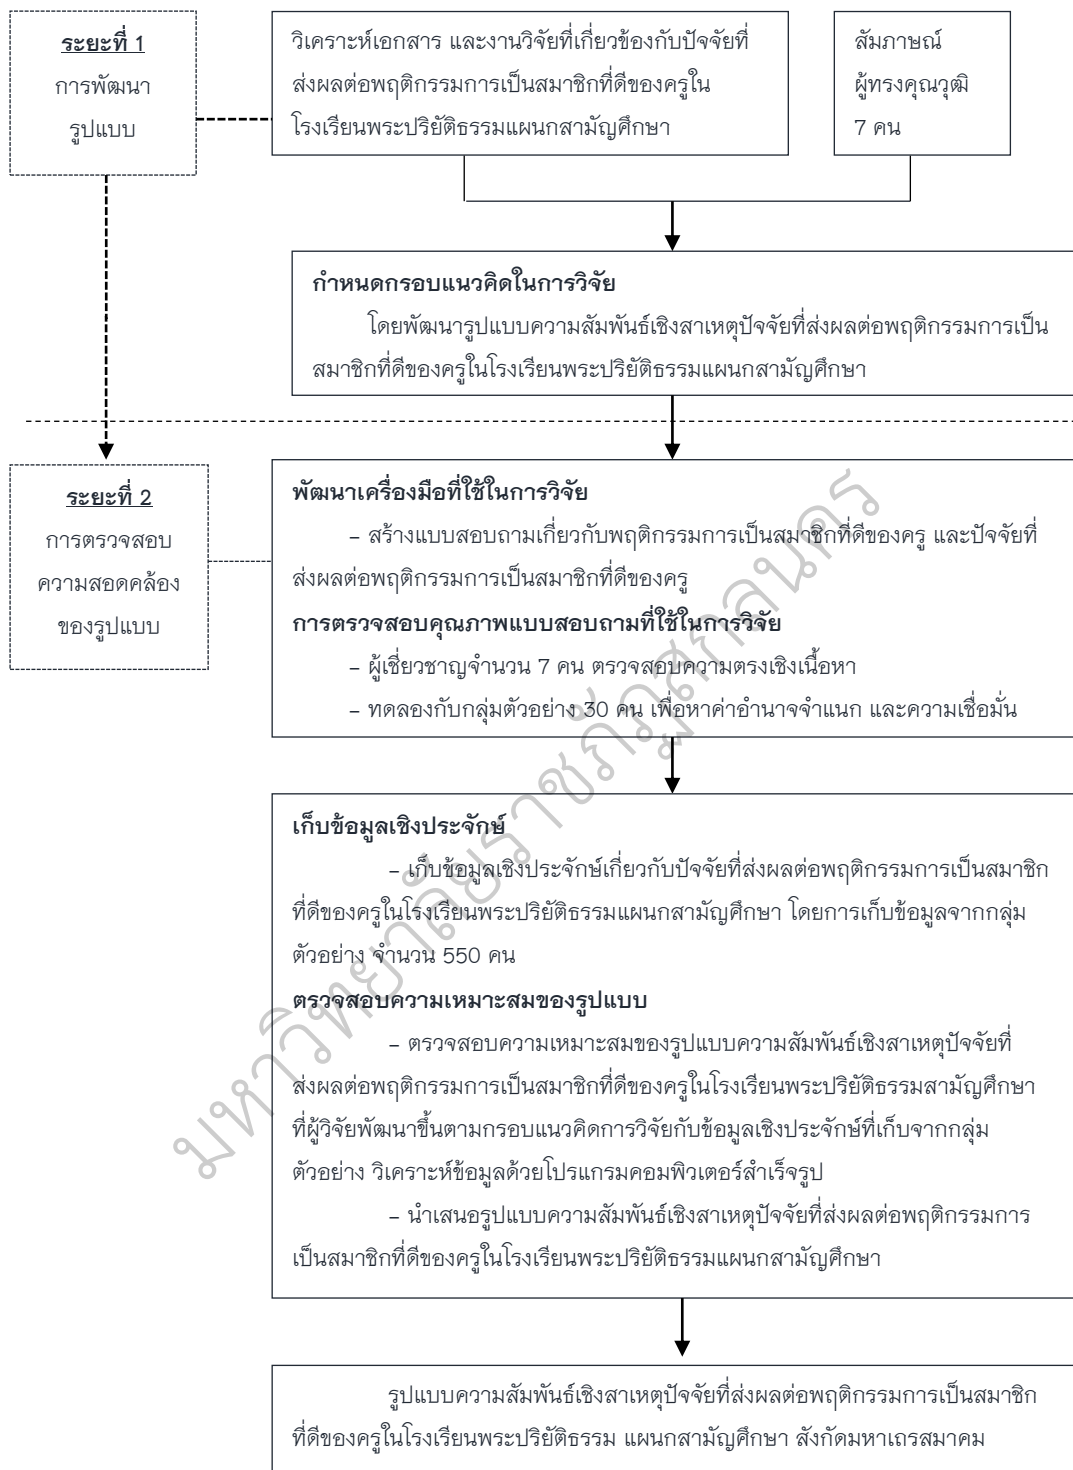 ระยะที่ 1
การพัฒนา
รูปแบบ
วิเคราะห์เอกสาร และงานวิจัยที่เกี่ยวข้องกับปัจจัยที่
ส่งผลต่อพฤติกรรมการเป็นสมาชิกที่ดีของครูใน
โรงเรียนพระปริยัติธรรมแผนกสามัญศึกษา
สัมภาษณ์
ผู้ทรงคุณวุฒิ
7 คน
กำหนดกรอบแนวคิดในการวิจัย
โดยพัฒนารูปแบบความสัมพันธ์เชิงสาเหตุปัจจัยที่ส่งผลต่อพฤติกรรมการเป็น
สมาชิกที่ดีของครูในโรงเรียนพระปริยัติธรรมแผนกสามัญศึกษา
ระยะที่ 2
การตรวจสอบ
ความสอดคล้อง
ของรูปแบบ
พัฒนาเครื่องมือที่ใช้ในการวิจัย
– สร้างแบบสอบถามเกี่ยวกับพฤติกรรมการเป็นสมาชิกที่ดีของครู และปัจจัยที่
ส่งผลต่อพฤติกรรมการเป็นสมาชิกที่ดีของครู
การตรวจสอบคุณภาพแบบสอบถามที่ใช้ในการวิจัย
– ผู้เชี่ยวชาญจำนวน 7 คน ตรวจสอบความตรงเชิงเนื้อหา
– ทดลองกับกลุ่มตัวอย่าง 30 คน เพื่อหาค่าอำนาจจำแนก และความเชื่อมั่น
เก็บข้อมูลเชิงประจักษ์
– เก็บข้อมูลเชิงประจักษ์เกี่ยวกับปัจจัยที่ส่งผลต่อพฤติกรรมการเป็นสมาชิก
ที่ดีของครูในโรงเรียนพระปริยัติธรรมแผนกสามัญศึกษา โดยการเก็บข้อมูลจากกลุ่ม
ตัวอย่าง จำนวน 550 คน
ตรวจสอบความเหมาะสมของรูปแบบ
– ตรวจสอบความเหมาะสมของรูปแบบความสัมพันธ์เชิงสาเหตุปัจจัยที่
ส่งผลต่อพฤติกรรมการเป็นสมาชิกที่ดีของครูในโรงเรียนพระปริยัติธรรมสามัญศึกษา
ที่ผู้วิจัยพัฒนาขึ้นตามกรอบแนวคิดการวิจัยกับข้อมูลเชิงประจักษ์ที่เก็บจากกลุ่ม
ตัวอย่าง วิเคราะห์ข้อมูลด้วยโปรแกรมคอมพิวเตอร์สำเร็จรูป
– นำเสนอรูปแบบความสัมพันธ์เชิงสาเหตุปัจจัยที่ส่งผลต่อพฤติกรรมการ
เป็นสมาชิกที่ดีของครูในโรงเรียนพระปริยัติธรรมแผนกสามัญศึกษา
รูปแบบความสัมพันธ์เชิงสาเหตุปัจจัยที่ส่งผลต่อพฤติกรรมการเป็นสมาชิก
ที่ดีของครูในโรงเรียนพระปริยัติธรรม แผนกสามัญศึกษา สังกัดมหาเถรสมาคม
มหาวิทยาลัยราชภัฏสกลนคร